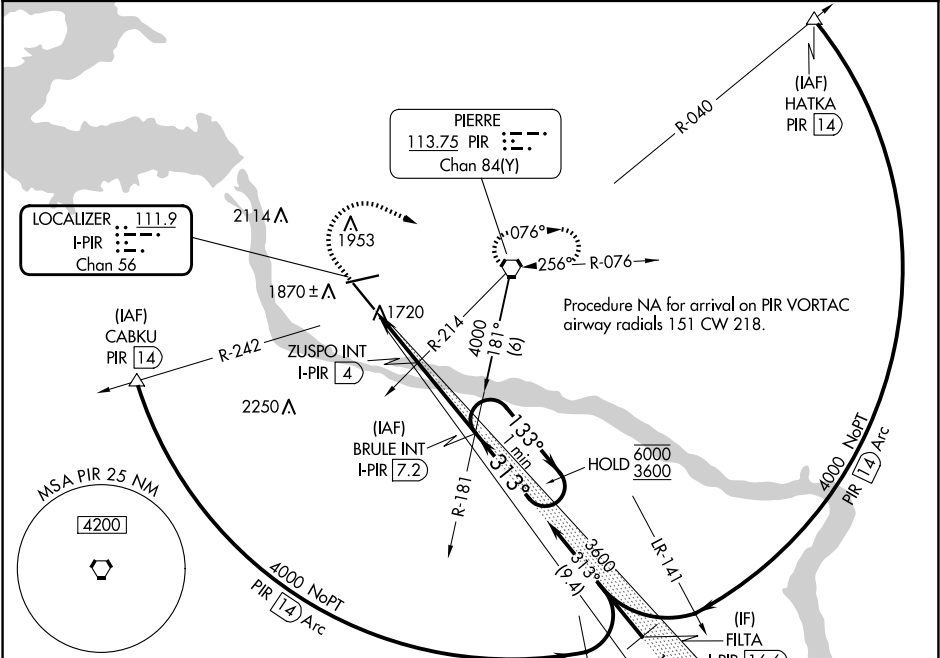 (IAF)
HATKA
PIR 14
R-040
PIERRE
113.75 PIR
Chan 84(Y)
LOCALIZER 111.9
I-PIR
Chan 56
2114
1953
076°
256°
R-076
1870 ±
1720
Procedure NA for arrival on PIR VORTAC
airway radials 151 CW 218.
(IAF)
CABKU
PIR 14
R-242
ZUSPO INT
I-PIR 4
R-214
4000
181°
(6)
2250
(IAF)
BRULE INT
I-PIR 7.2
133°
1 min
313°
HOLD 6000
3600
R-181
MSA PIR 25 NM
4200
4000 NoPT
PIR 14 Arc
4000 NoPT
PIR 14 Arc
3600
313°
(9.4)
LR-141
(IF)
FILTA